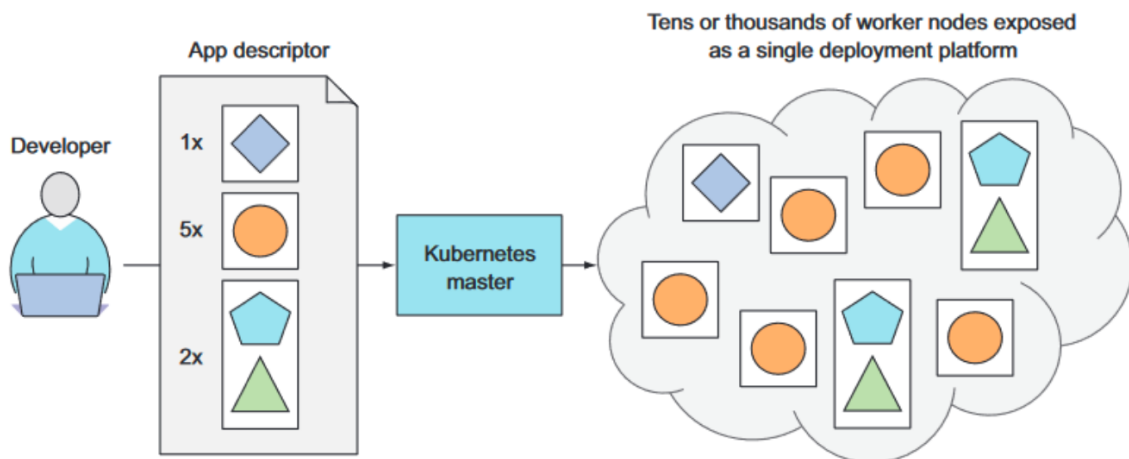 Tens or thousands of worker nodes exposed
as a single deployment platform
App descriptor
Developer
1x
5x
2x
Kubernetes
master